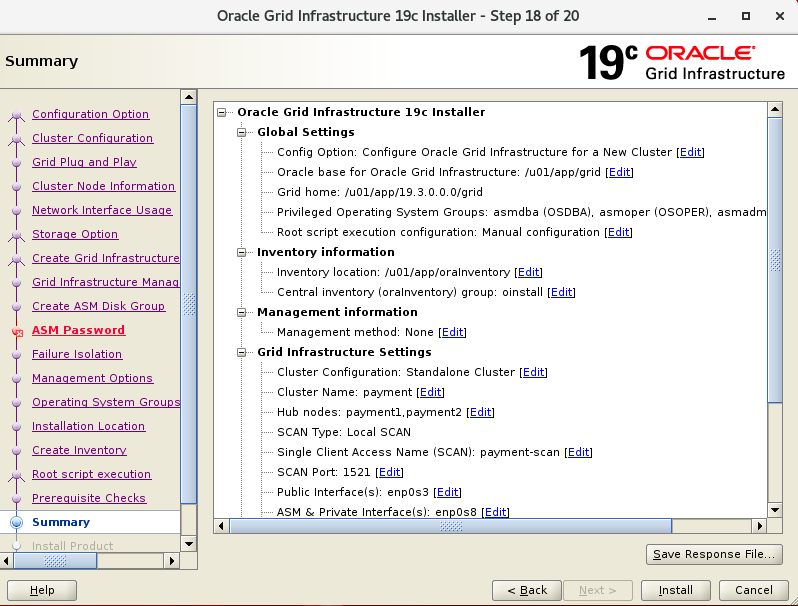 Oracle Grid Infrastructure 19c Installer - Step 18 of 20
Summary
19c ORACLE
Grid Infrastructure
Configuration Option
Cluster Configuration
Grid Plug and Play
Cluster Node Information
Network Interface Usage
Storage Option
Create Grid Infrastructure
Grid Infrastructure Manag
Create ASM Disk Group
ASM Password
Failure Isolation
Management Options
Operating System Groups
Installation Location
Create Inventory
Root script execution
Prerequisite Checks
Summary
Install Product
Oracle Grid Infrastructure 19c Installer
Global Settings
Config Option: Configure Oracle Grid Infrastructure for a New Cluster [Edit]
Oracle base for Oracle Grid Infrastructure: /u01/app/grid [Edit]
Grid home: /u01/app/19.3.0.0.0/grid
Privileged Operating System Groups: asmdba (OSDBA), asmoper (OSOPER), asmadm
Root script execution configuration: Manual configuration [Edit]
Inventory information
Inventory location: /u01/app/oraInventory [Edit]
Central inventory (oraInventory) group: oinstall [Edit]
Management information
Management method: None [Edit]
Grid Infrastructure Settings
Cluster Configuration: Standalone Cluster [Edit]
Cluster Name: payment [Edit]
Hub nodes: payment1,payment2 [Edit]
SCAN Type: Local SCAN
Single Client Access Name (SCAN): payment-scan [Edit]
SCAN Port: 1521 [Edit]
Public Interface(s): enp0s3 [Edit]
ASM & Private Interface(s): enp0s8 [Edit]
Save Response File...
Help
< Back
Next >
Install
Cancel